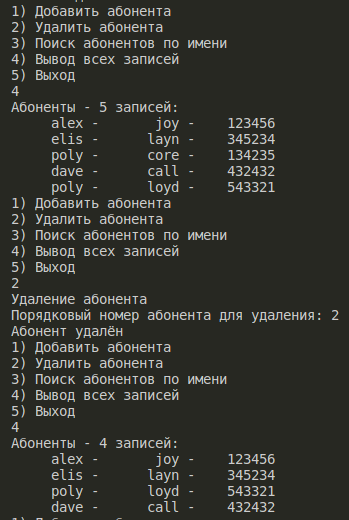 1) Добавить абонента
2) Удалить абонента
3) Поиск абонентов по имени
4) Вывод всех записей
5) Выход
4
Абоненты - 5 записей:
alex - joy - 123456
elis - layn - 345234
poly - core - 134235
dave - call - 432432
poly - loyd - 543321
1) Добавить абонента
2) Удалить абонента
3) Поиск абонентов по имени
4) Вывод всех записей
5) Выход
2
Удаление абонента
Порядковый номер абонента для удаления: 2
Абонент удалён
1) Добавить абонента
2) Удалить абонента
3) Поиск абонентов по имени
4) Вывод всех записей
5) Выход
4
Абоненты - 4 записей:
alex - joy - 123456
elis - layn - 345234
poly - loyd - 543321
dave - call - 432432